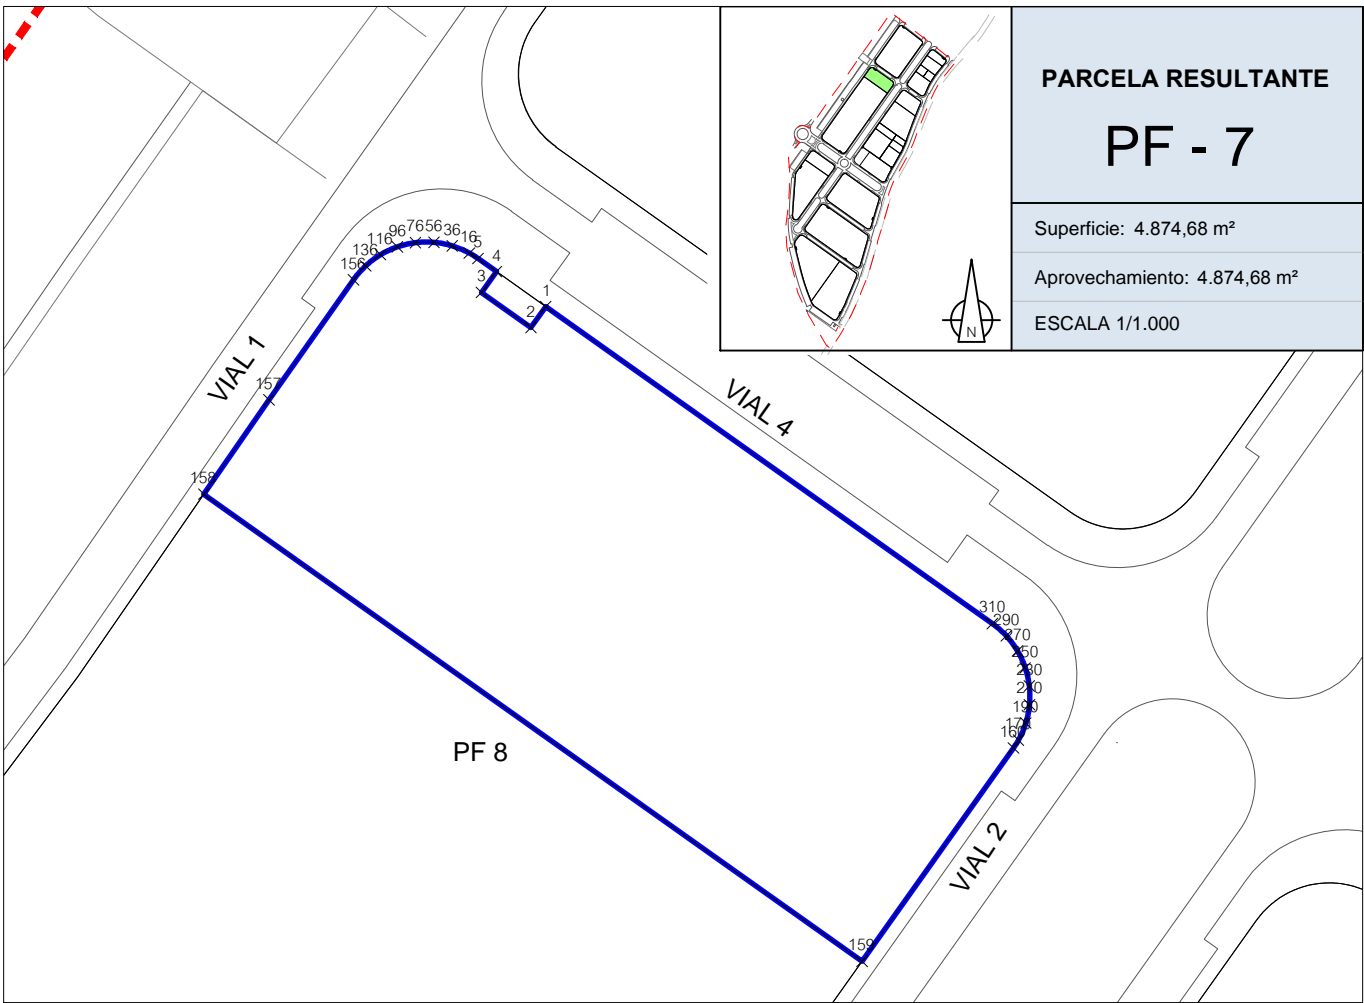 PARCELA RESULTANTE
PF - 7
Superficie: 4.874,68 m²
Aprovechamiento: 4.874,68 m²
ESCALA 1/1.000
N
156
136
116
96
76
56
36
16
5
4
3
2
1
157
158
VIAL 1
VIAL 4
310
290
270
250
230
210
190
160
PF 8
VIAL 2
159